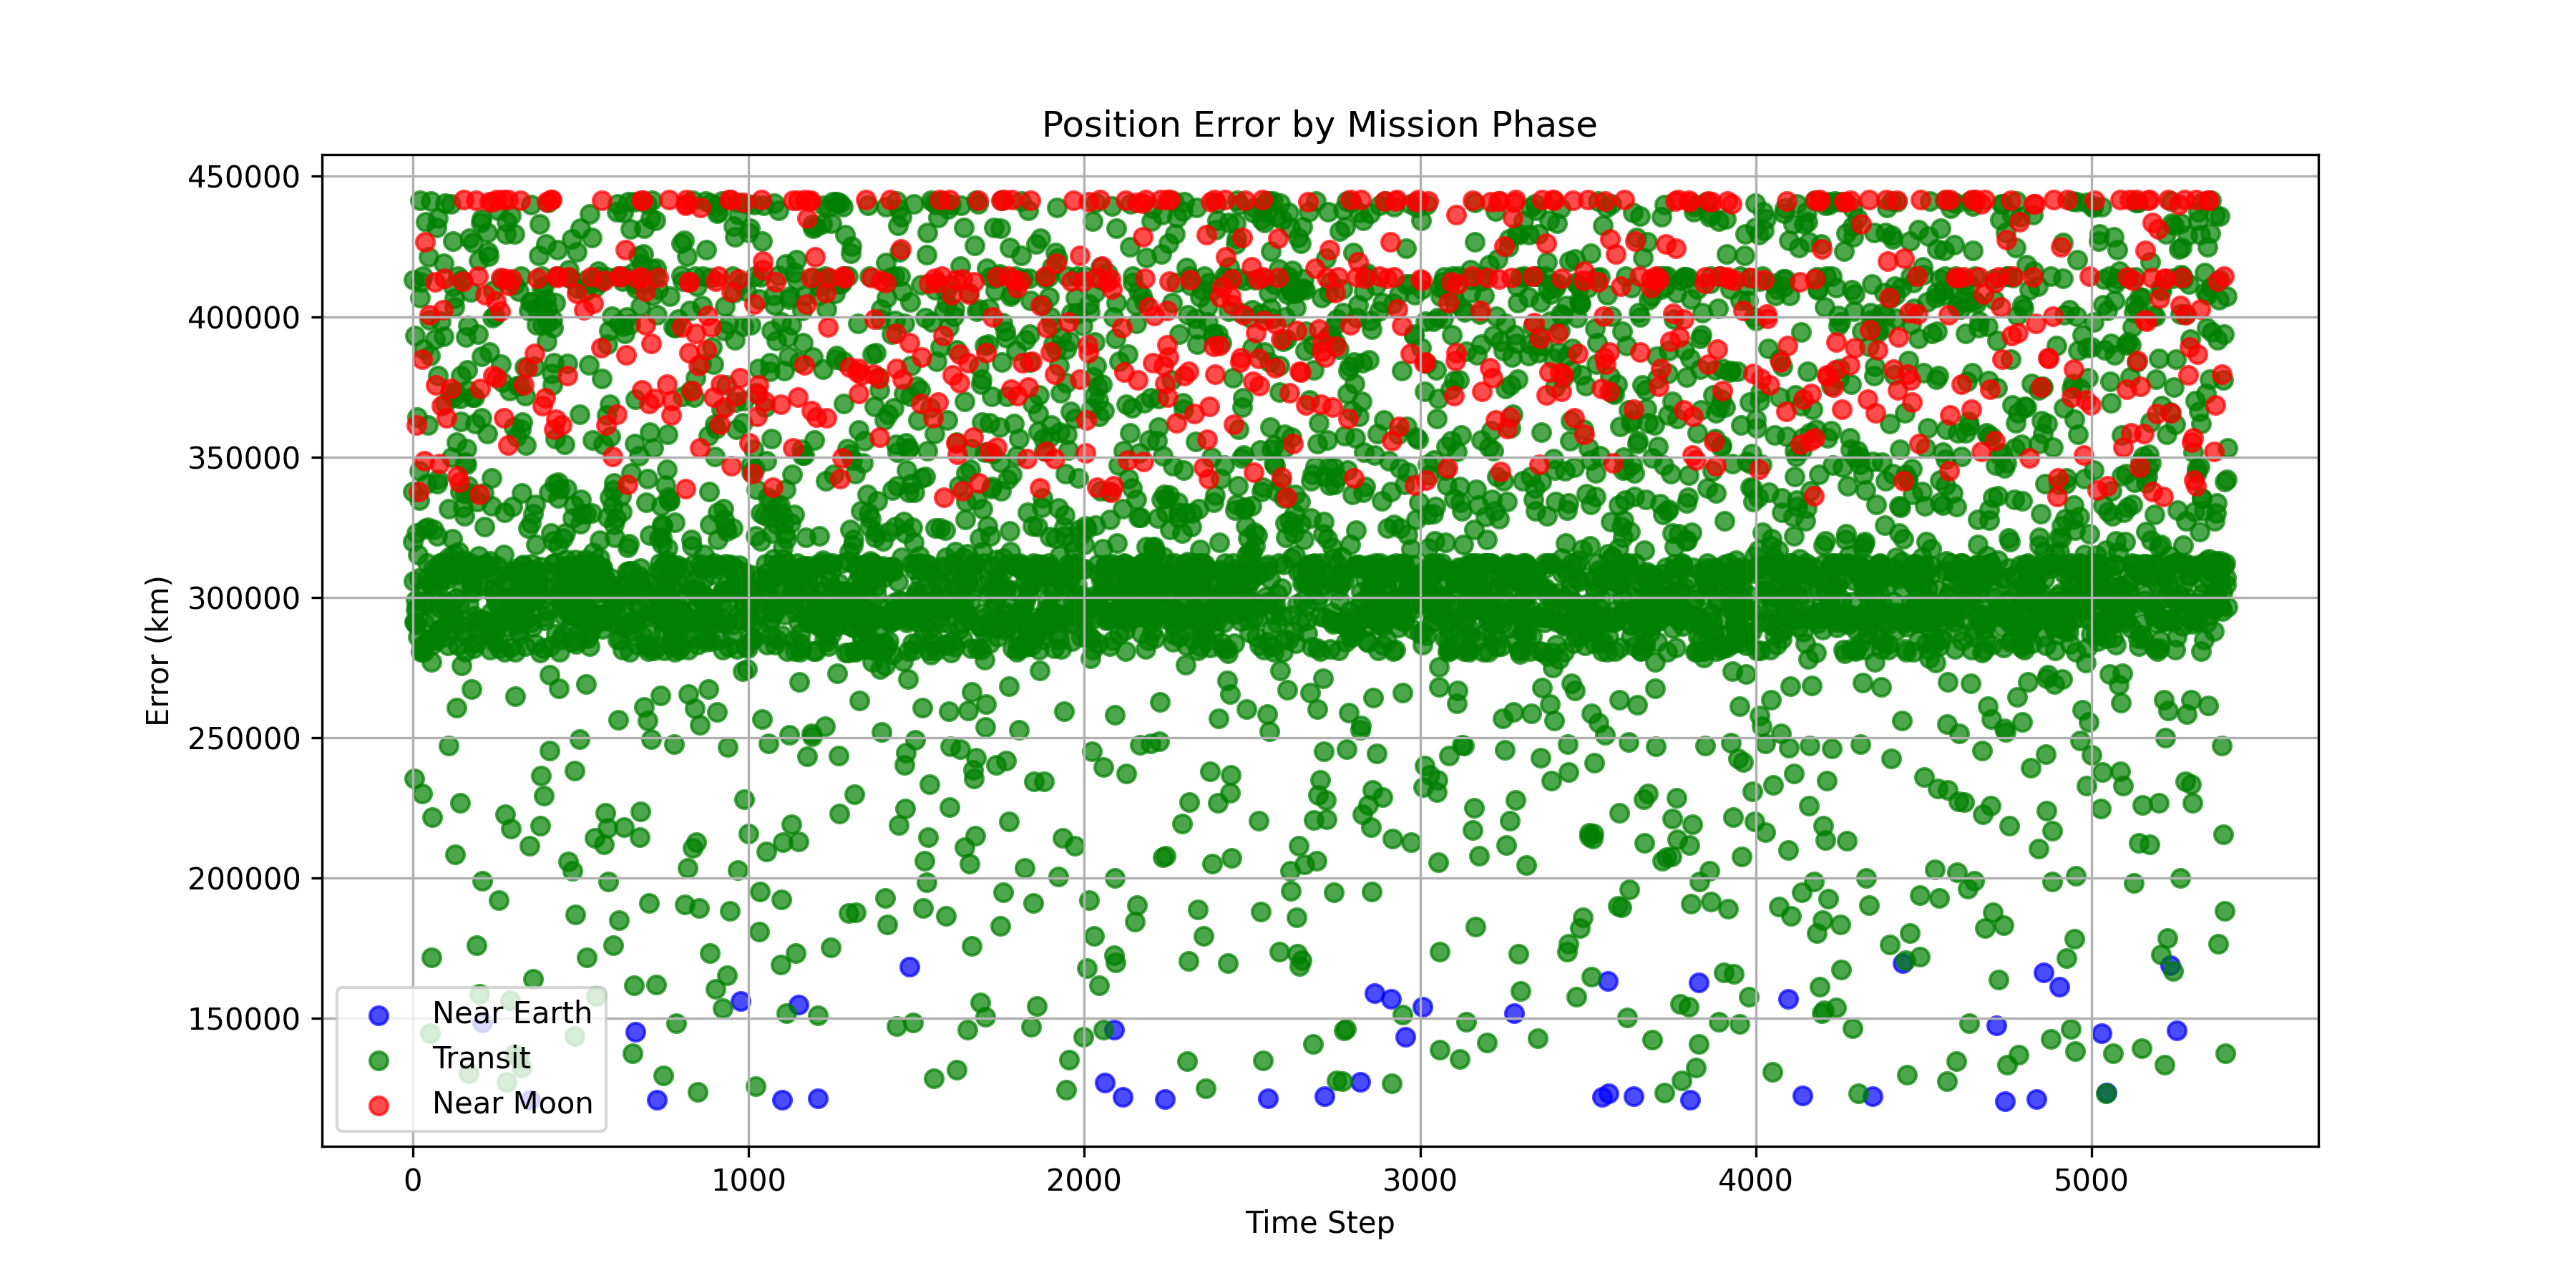 Position Error by Mission Phase
450000
400000
350000
300000
250000
200000
150000
Error (km)
Near Earth
Transit
Near Moon
0 1000 2000 3000 4000 5000
Time Step